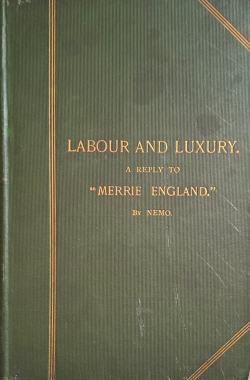 LABOUR AND LUXURY.
A REPLY TO
"MERRIE ENGLAND."
BY NEMO.